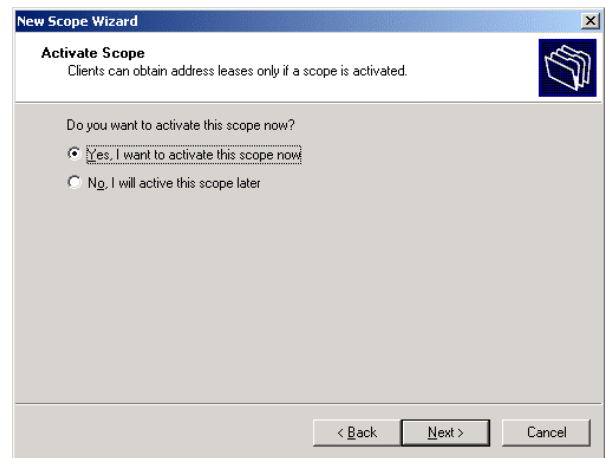 New Scope Wizard
Activate Scope
Clients can obtain address leases only if a scope is activated.
Do you want to activate this scope now?
Yes, I want to activate this scope now
No, I will active this scope later
< Back
Next >
Cancel